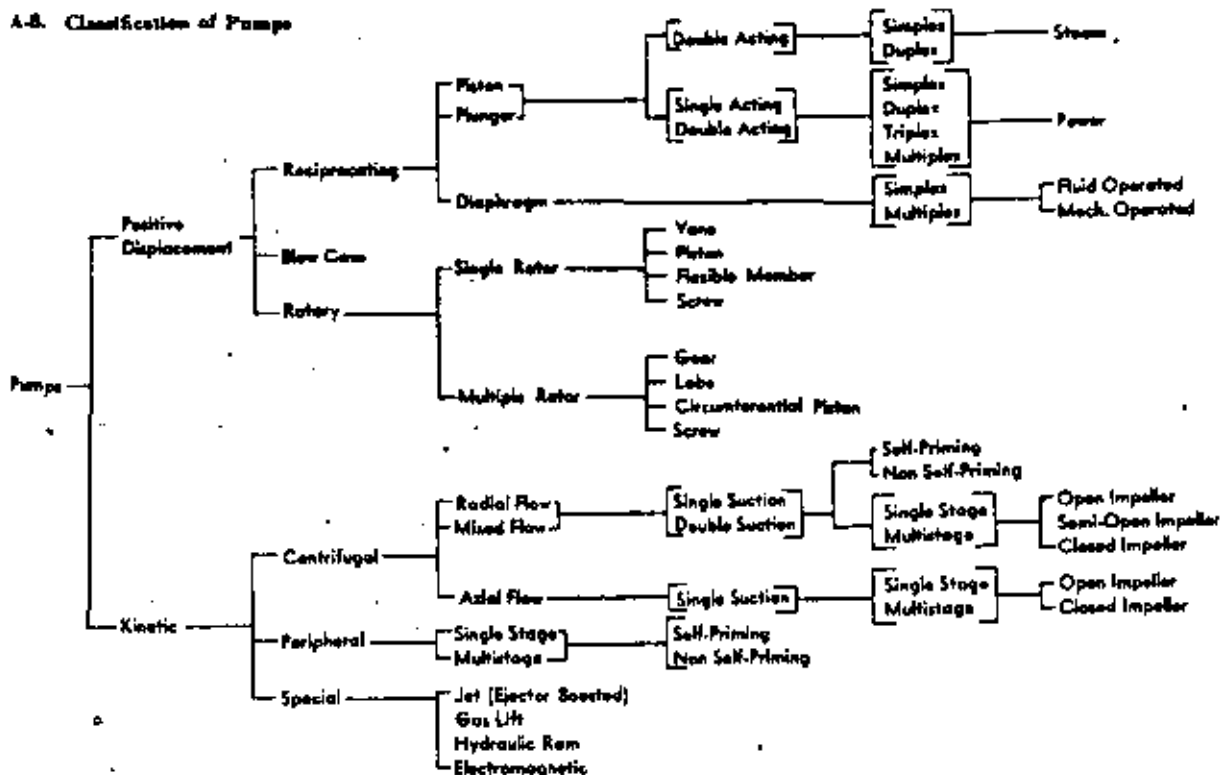 A-8. Classification of Pumps
Pumps
Positive
Displacement
Reciprocating
Piston
Plunger
Double Acting
Simplex
Duplex
Steam
Single Acting
Double Acting
Simplex
Duplex
Triplex
Multiplex
Power
Diaphragm
Simplex
Multiplex
Fluid Operated
Mech. Operated
Blow Case
Rotary
Single Rotor
Vane
Piston
Flexible Member
Screw
Multiple Rotor
Gear
Lobe
Circumferential Piston
Screw
Kinetic
Centrifugal
Radial Flow
Mixed Flow
Single Suction
Double Suction
Self-Priming
Non Self-Priming
Single Stage
Multistage
Open Impeller
Semi-Open Impeller
Closed Impeller
Axial Flow
Single Suction
Single Stage
Multistage
Open Impeller
Closed Impeller
Peripheral
Single Stage
Multistage
Self-Priming
Non Self-Priming
Special
Jet (Ejector Boosted)
Gas Lift
Hydraulic Ram
Electromagnetic